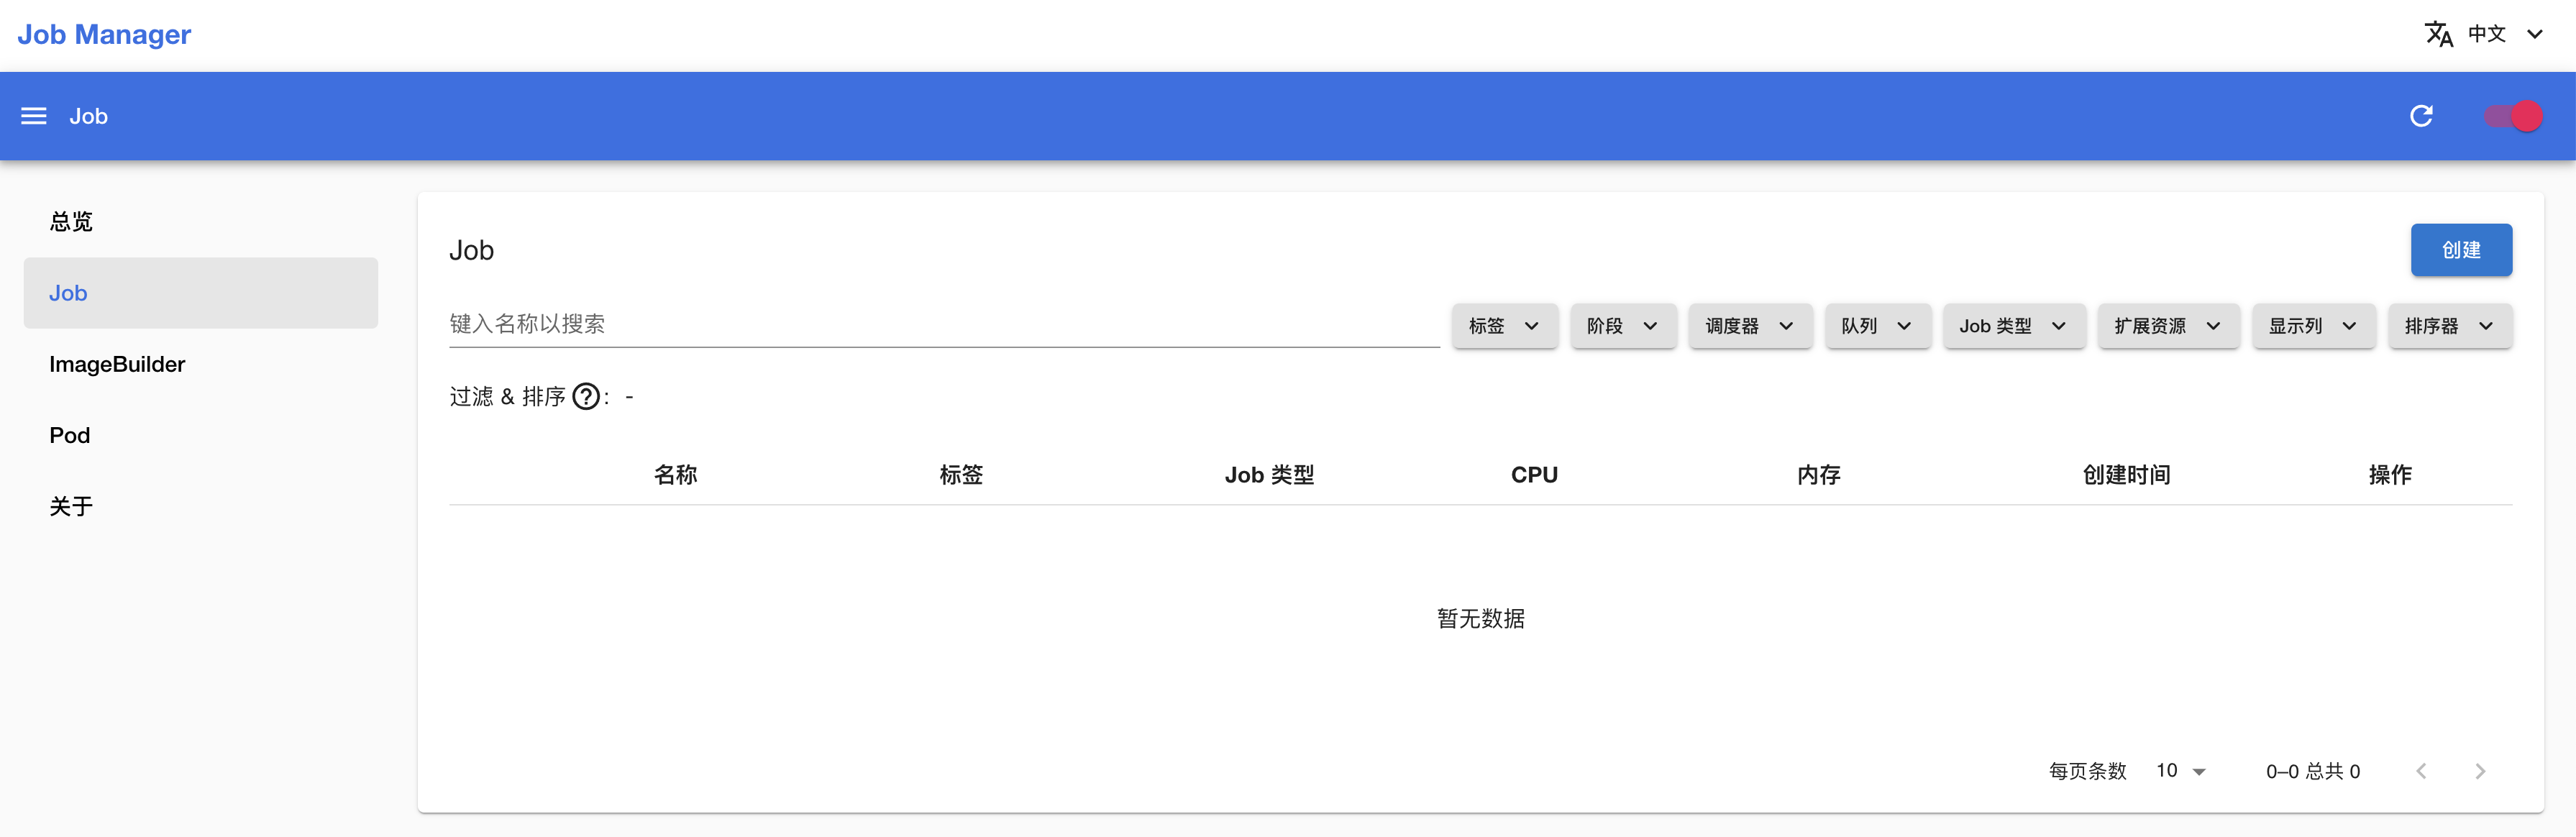 Job Manager
中文
Job
总览
Job
ImageBuilder
Pod
关于
Job
创建
键入名称以搜索
标签 阶段 调度器 队列 Job 类型 扩展资源 显示列 排序器
过滤 & 排序 ? : -
名称 标签 Job 类型 CPU 内存 创建时间 操作
暂无数据
每页条数 10 0–0 总共 0